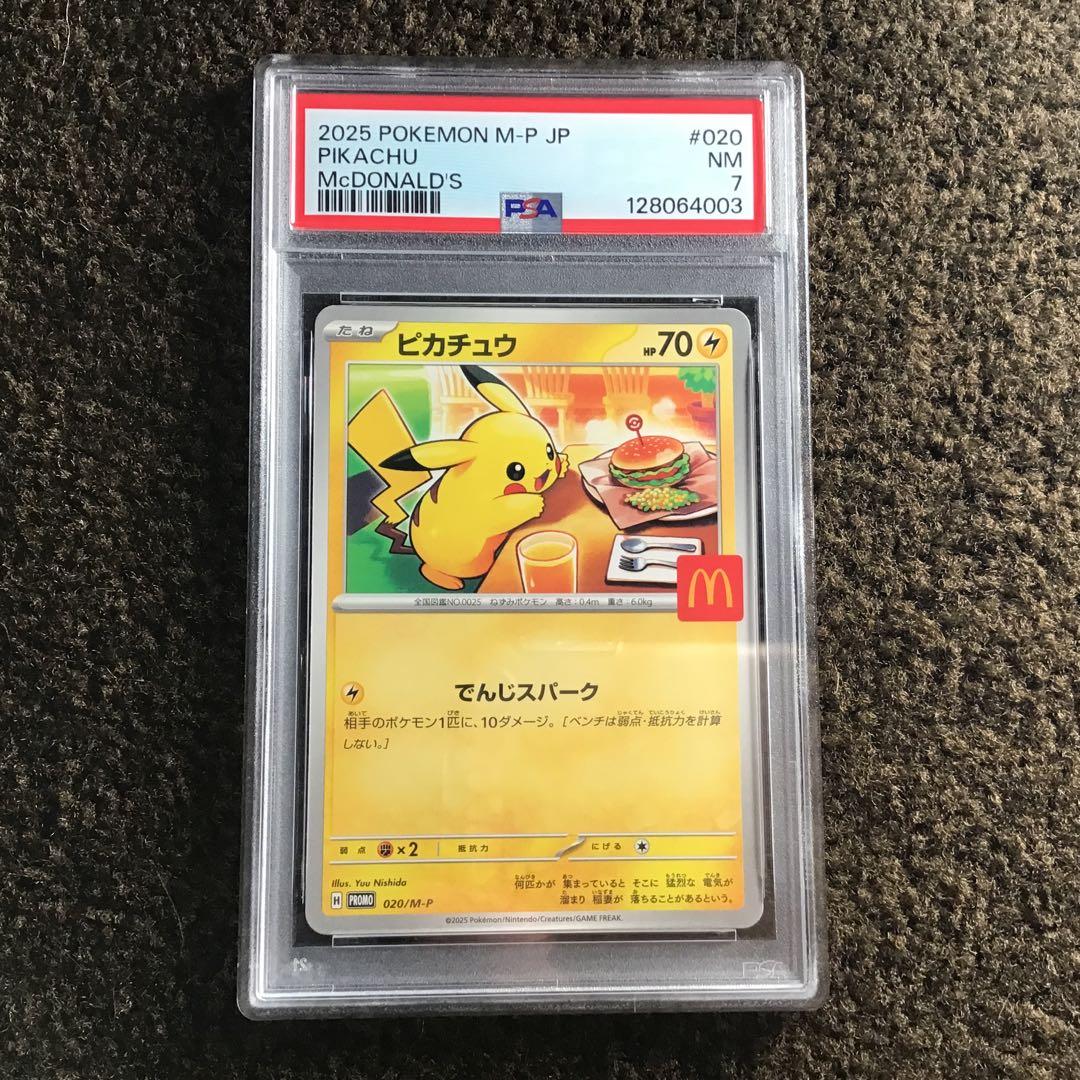 2025 POKEMON M-P JP #020
PIKACHU NM
McDONALD'S 7
PSA 128064003
たね ピカチュウ HP70
全国図鑑NO.0025 ねずみポケモン 高さ:0.4m 重さ:6.0kg
でんじスパーク
相手のポケモン1匹に、10ダメージ。[ベンチは弱点・抵抗力を計算
しない。]
弱点 ×2 抵抗力 にげる
Illus. Yuu Nishida
何匹かが 集まっていると そこに 猛烈な 電気が
溜まり 稲妻が 落ちることがあるという。
H PROMO 020/M-P
©2025 Pokémon/Nintendo/Creatures/GAME FREAK.
PSA